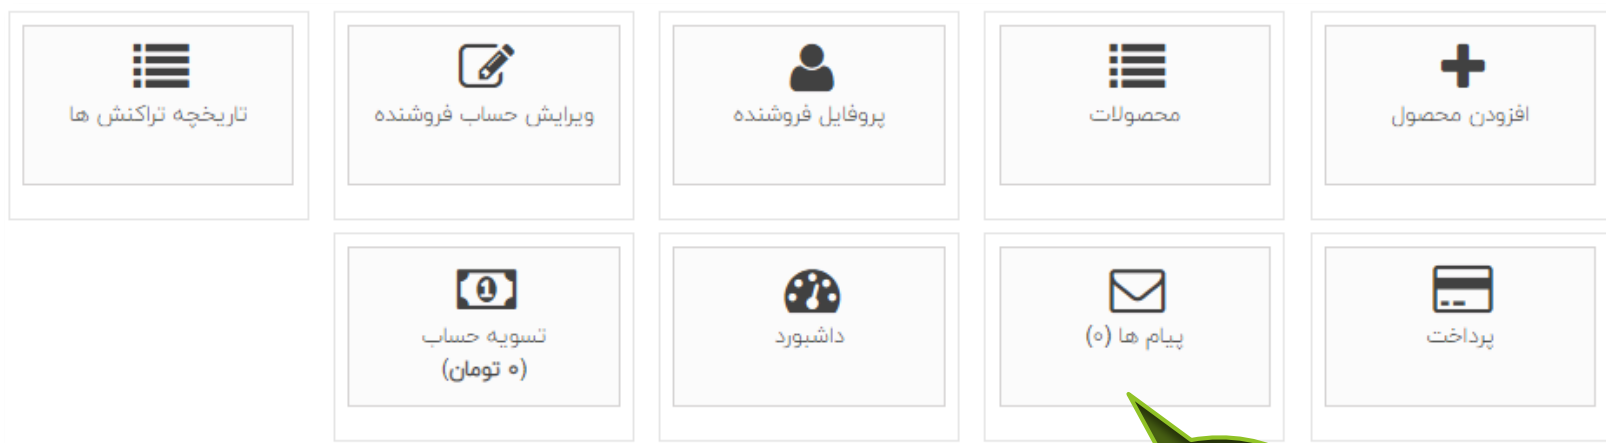 افزودن محصول
محصولات
پروفایل فروشنده
ویرایش حساب فروشنده
تاریخچه تراکنش ها
پرداخت
پیام ها (۰)
داشبورد
تسویه حساب
(۰ تومان)